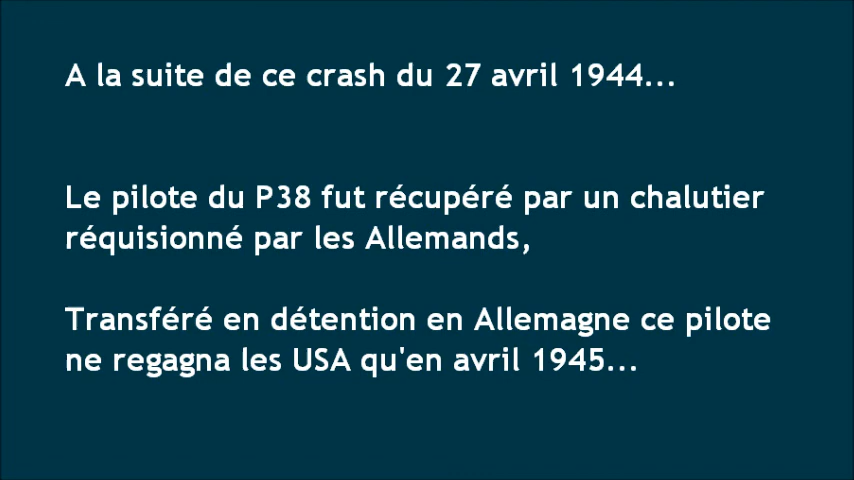 A la suite de ce crash du 27 avril 1944...
Le pilote du P38 fut récupéré par un chalutier
réquisionné par les Allemands,
Transféré en détention en Allemagne ce pilote
ne regagna les USA qu'en avril 1945...